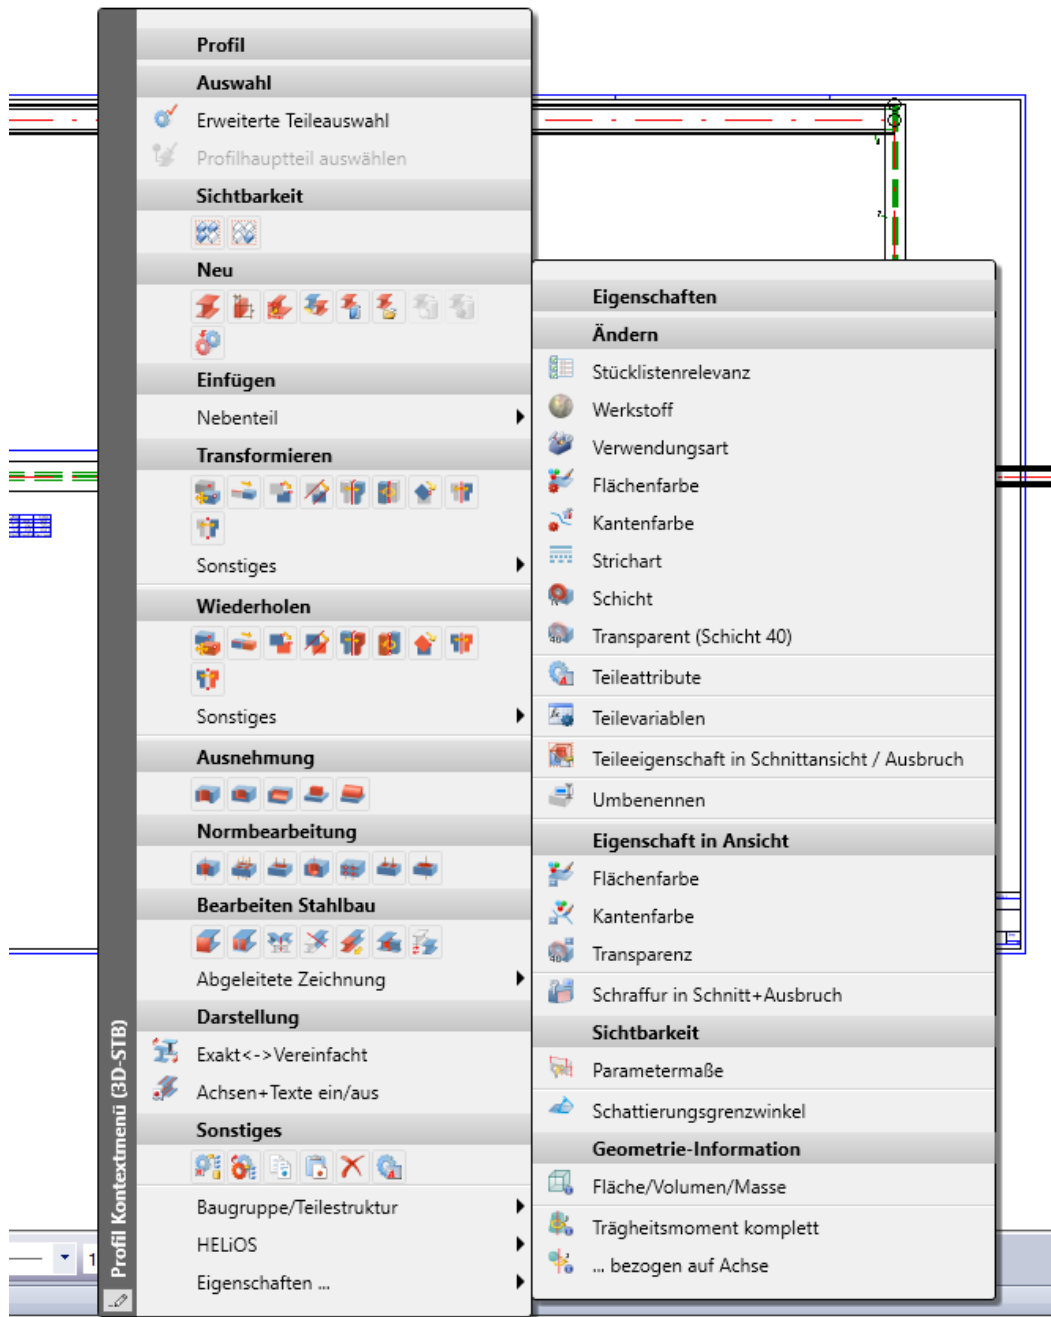 Profil
Auswahl
Erweiterte Teileauswahl
Profilhauptteil auswählen
Sichtbarkeit
Neu
Einfügen
Nebenteil
Transformieren
Sonstiges
Wiederholen
Sonstiges
Ausnehmung
Normbearbeitung
Bearbeiten Stahlbau
Abgeleitete Zeichnung
Darstellung
Exakt<->Vereinfacht
Achsen+Texte ein/aus
Sonstiges
Baugruppe/Teilestruktur
HELiOS
Eigenschaften ...
Profil Kontextmenü (3D-STB)
1
Eigenschaften
Ändern
Stücklistenrelevanz
Werkstoff
Verwendungsart
Flächenfarbe
Kantenfarbe
Strichart
Schicht
Transparent (Schicht 40)
Teileattribute
Teilevariablen
Teileeigenschaft in Schnittansicht / Ausbruch
Umbenennen
Eigenschaft in Ansicht
Flächenfarbe
Kantenfarbe
Transparenz
Schraffur in Schnitt+Ausbruch
Sichtbarkeit
Parametermaße
Schattierungsgrenzwinkel
Geometrie-Information
Fläche/Volumen/Masse
Trägheitsmoment komplett
... bezogen auf Achse